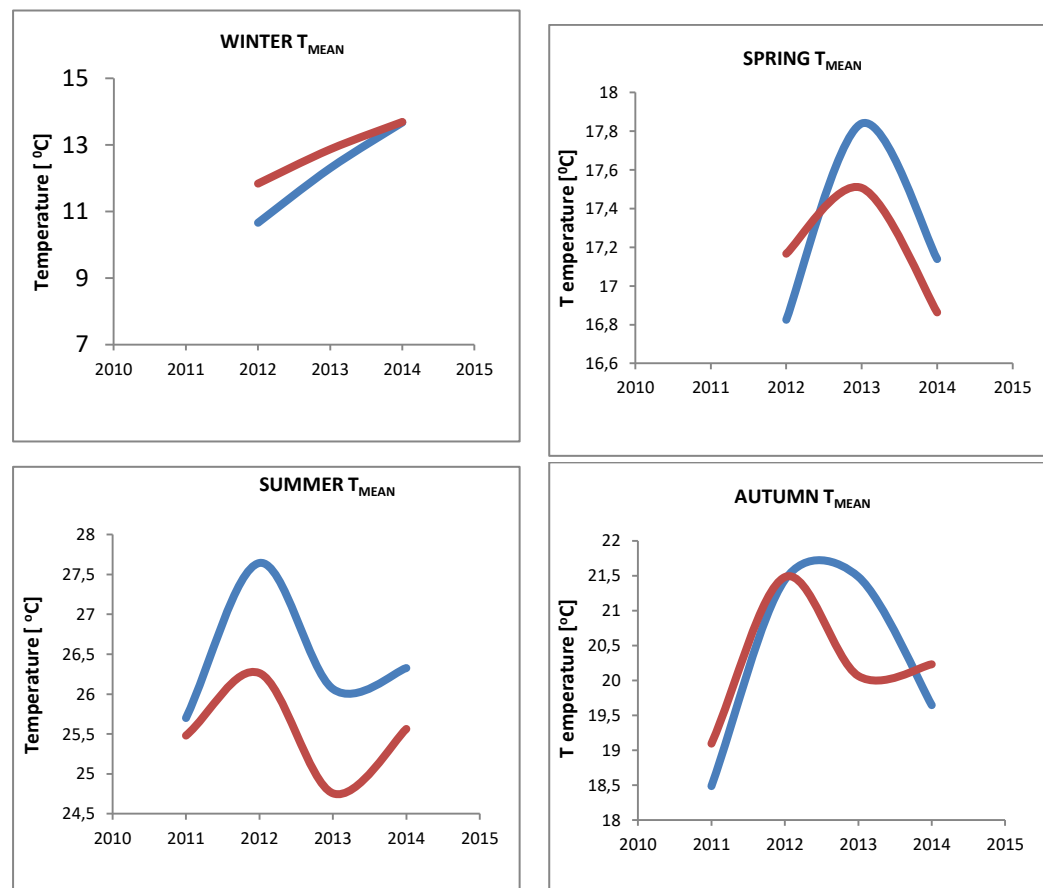 WINTER TMEAN
Temperature [ ⁰C]
15
13
11
9
7
2010 2011 2012 2013 2014 2015
SPRING TMEAN
T emperature [⁰C]
18
17,8
17,6
17,4
17,2
17
16,8
16,6
2010 2011 2012 2013 2014 2015
SUMMER TMEAN
Temperature [ ⁰C]
28
27,5
27
26,5
26
25,5
25
24,5
2010 2011 2012 2013 2014 2015
AUTUMN TMEAN
T emperature [⁰C]
22
21,5
21
20,5
20
19,5
19
18,5
18
2010 2011 2012 2013 2014 2015